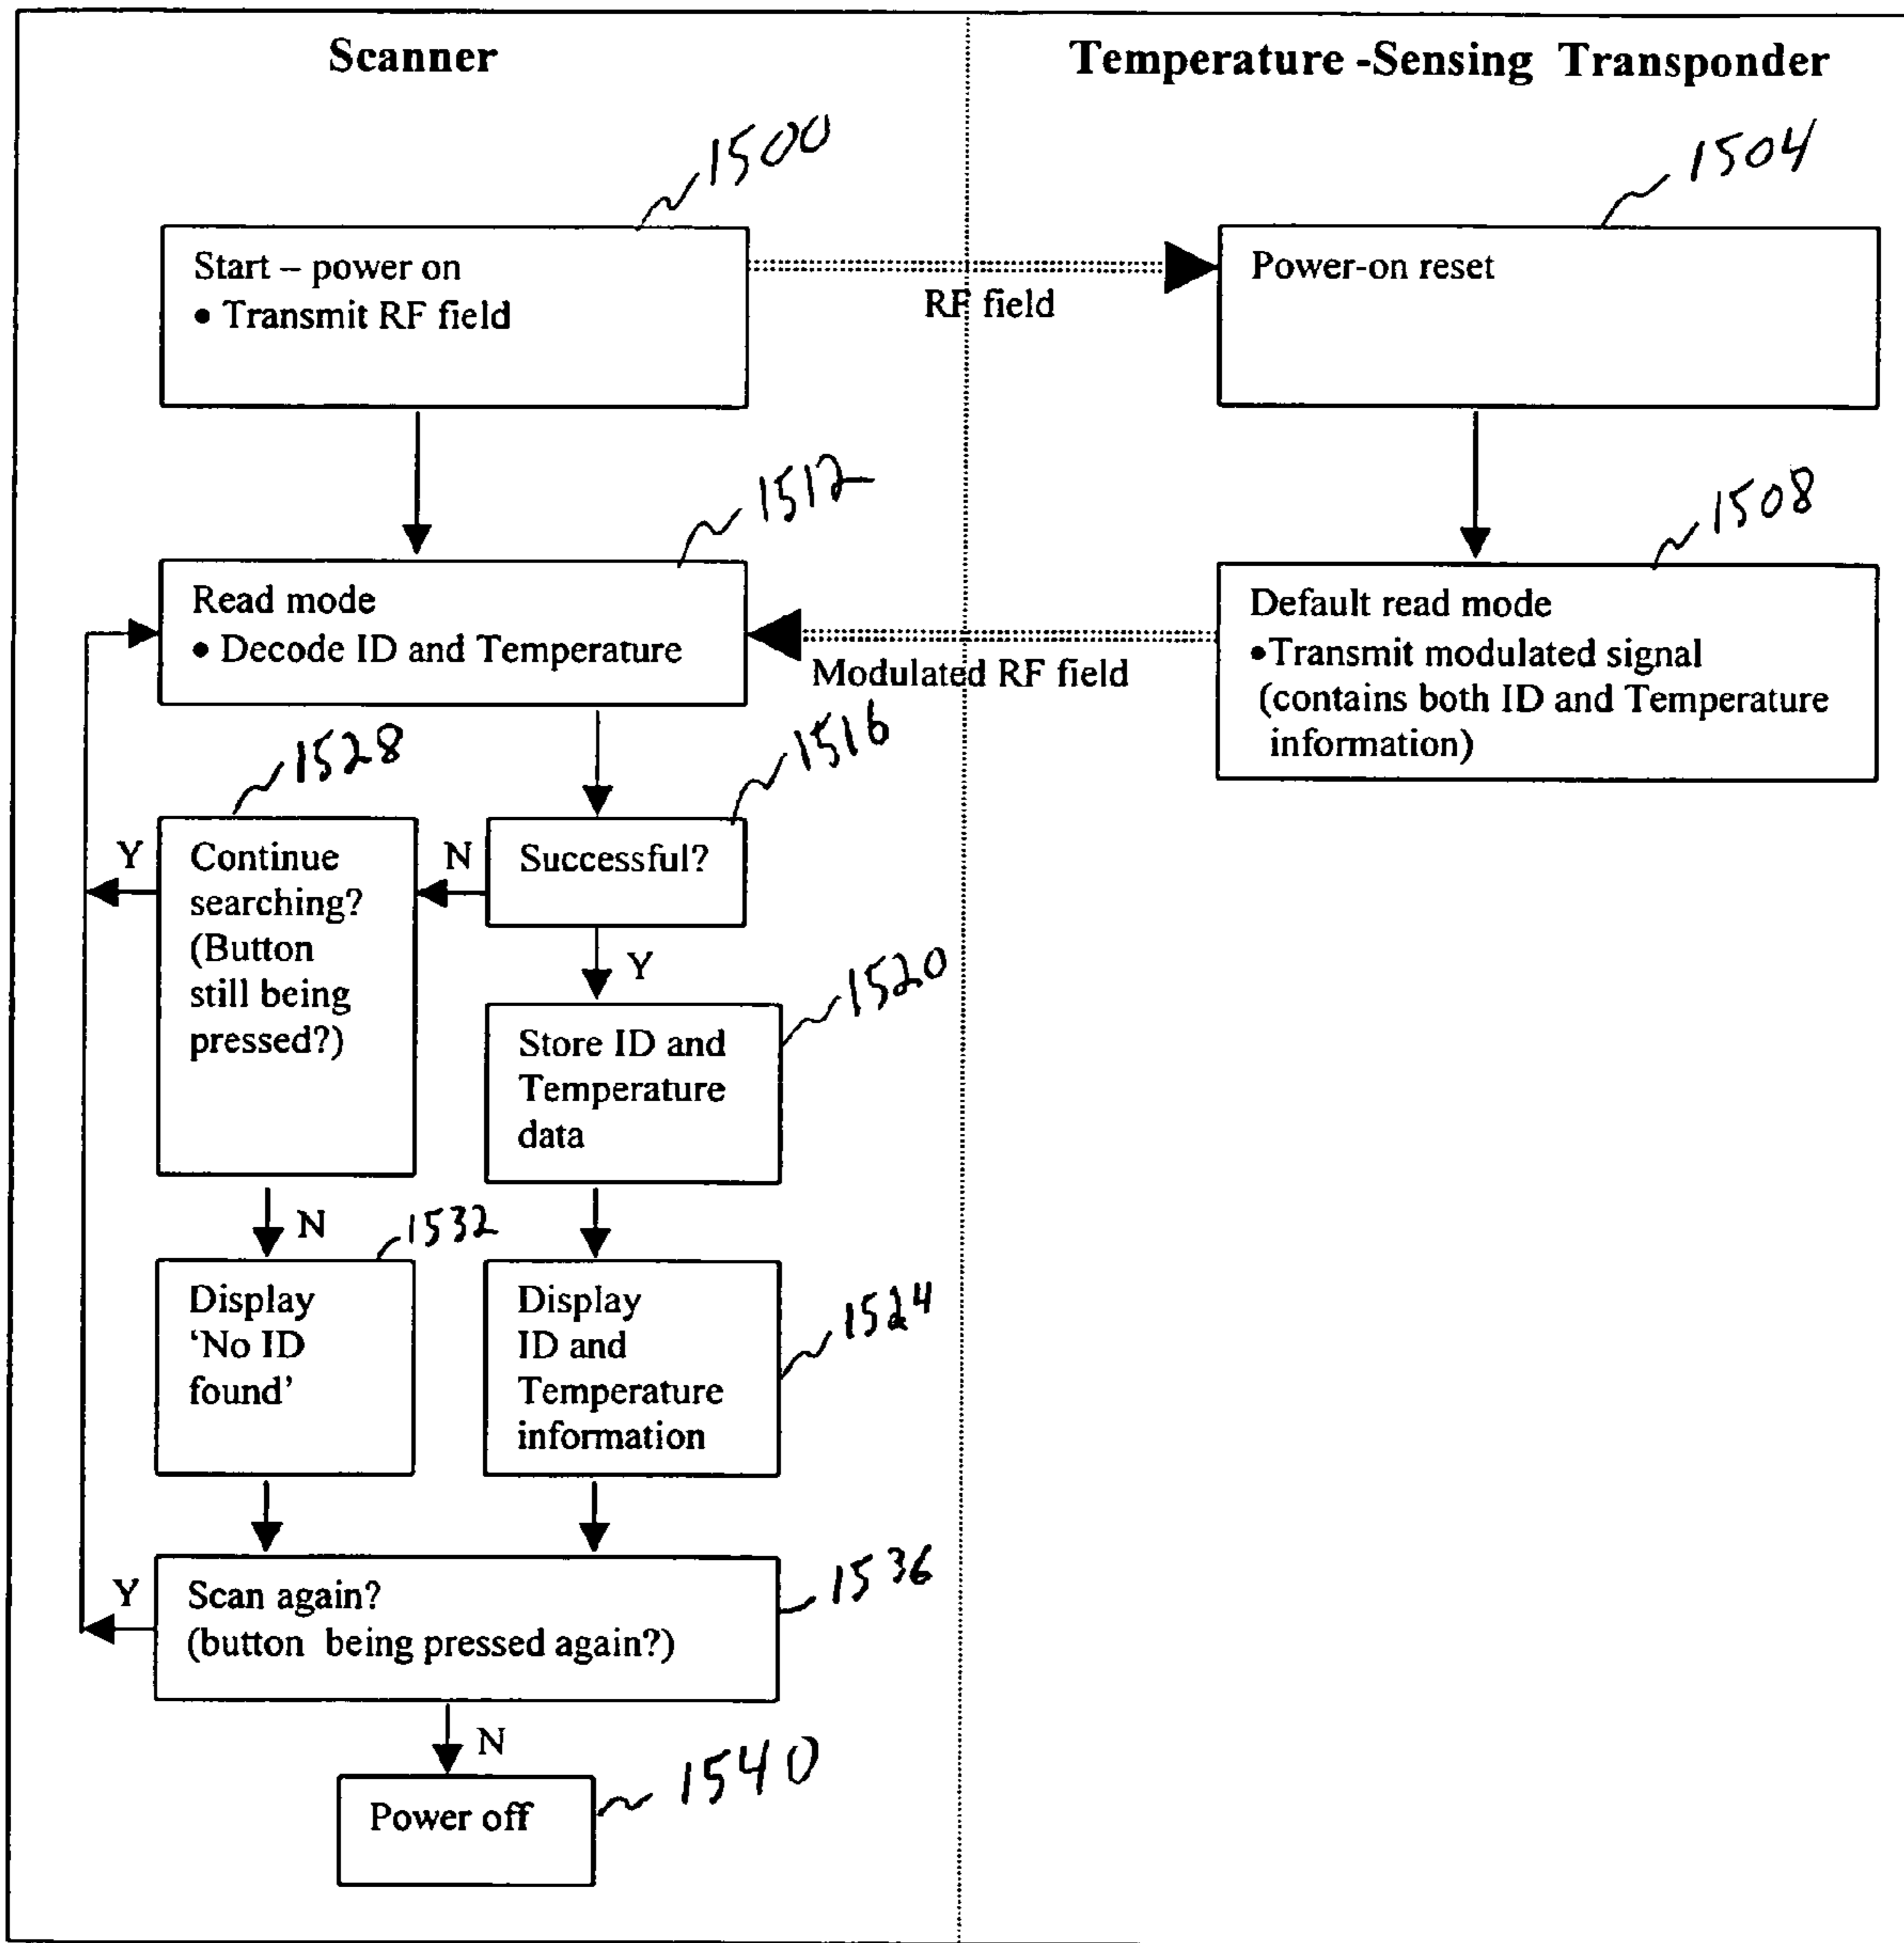 Scanner
Temperature -Sensing Transponder
1500
1504
Start – power on
• Transmit RF field
RF field
Power-on reset
1512
1508
Read mode
• Decode ID and Temperature
Modulated RF field
Default read mode
•Transmit modulated signal
(contains both ID and Temperature
information)
1528
1516
Y
Continue
searching?
(Button
still being
pressed?)
N
Successful?
Y
1520
Store ID and
Temperature
data
N
1532
Display
‘No ID
found’
1524
Display
ID and
Temperature
information
Y
Scan again?
(button being pressed again?)
1536
N
Power off
1540